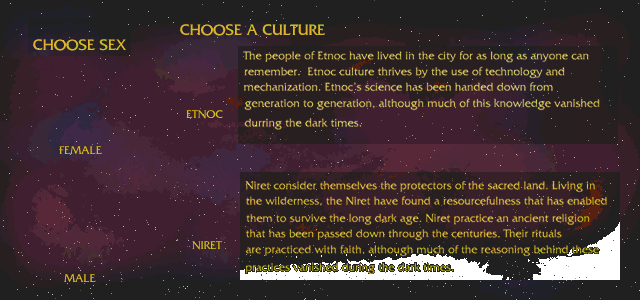 CHOOSE SEX
FEMALE
MALE
CHOOSE A CULTURE
ETNOC
The people of Etnoc have lived in the city for as long as anyone can
remember. Etnoc culture thrives by the use of technology and
mechanization. Etnoc's science has been handed down from
generation to generation, although much of this knowledge vanished
durring the dark times.
NIRET
Niret consider themselves the protectors of the sacred land. Living in
the wilderness, the Niret have found a resourcefulness that has enabled
them to survive the long dark age. Niret practice an ancient religion
that has been passed down through the centuries. Their rituals
are practiced with faith, although much of the reasoning behind these
practices vanished during the dark times.